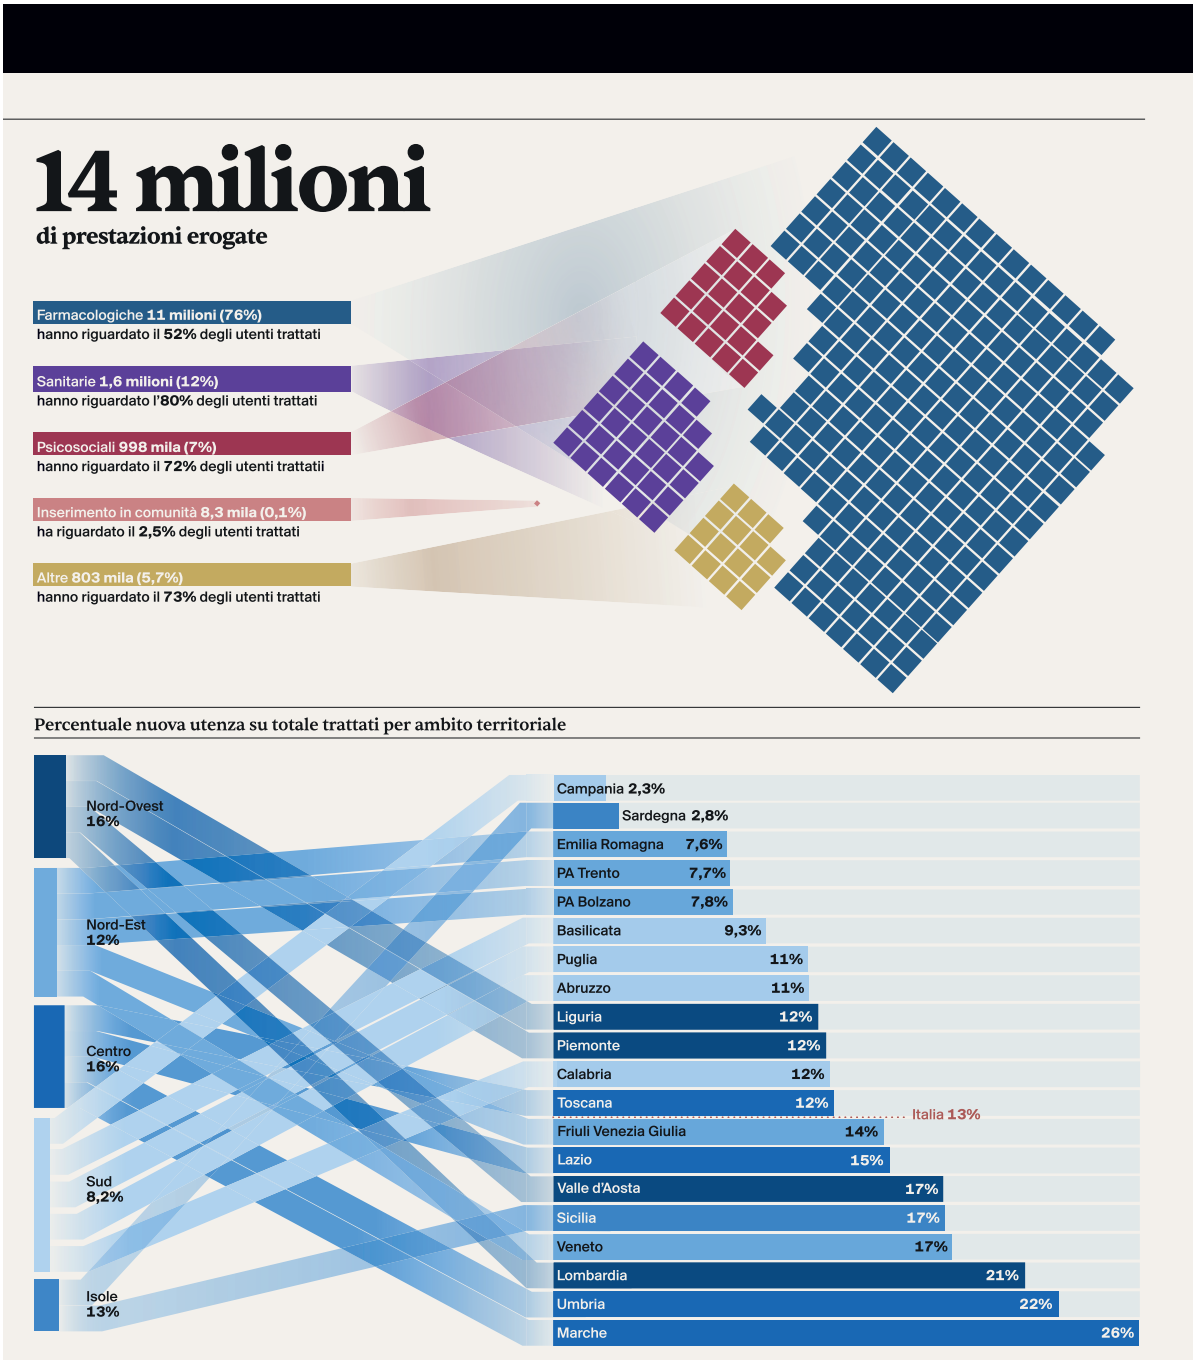 14 milioni
di prestazioni erogate
Farmacologiche 11 milioni (76%)
hanno riguardato il 52% degli utenti trattati
Sanitarie 1,6 milioni (12%)
hanno riguardato l'80% degli utenti trattati
Psicosociali 998 mila (7%)
hanno riguardato il 72% degli utenti trattatii
Inserimento in comunità 8,3 mila (0,1%)
ha riguardato il 2,5% degli utenti trattati
Altre 803 mila (5,7%)
hanno riguardato il 73% degli utenti trattati
Percentuale nuova utenza su totale trattati per ambito territoriale
Nord-Ovest
16%
Nord-Est
12%
Centro
16%
Sud
8,2%
Isole
13%
Campania 2,3%
Sardegna 2,8%
Emilia Romagna 7,6%
PA Trento 7,7%
PA Bolzano 7,8%
Basilicata 9,3%
Puglia 11%
Abruzzo 11%
Liguria 12%
Piemonte 12%
Calabria 12%
Toscana 12%
Italia 13%
Friuli Venezia Giulia 14%
Lazio 15%
Valle d'Aosta 17%
Sicilia 17%
Veneto 17%
Lombardia 21%
Umbria 22%
Marche 26%